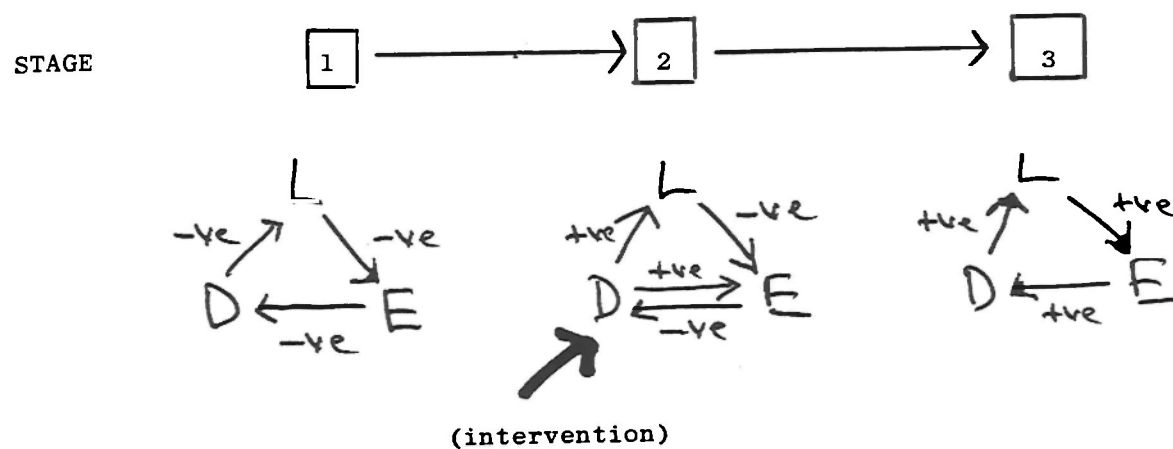 STAGE 1 2 3
L L L
-ve -ve +ve -ve +ve +ve
+ve
D E D E D E
-ve -ve +ve
(intervention)